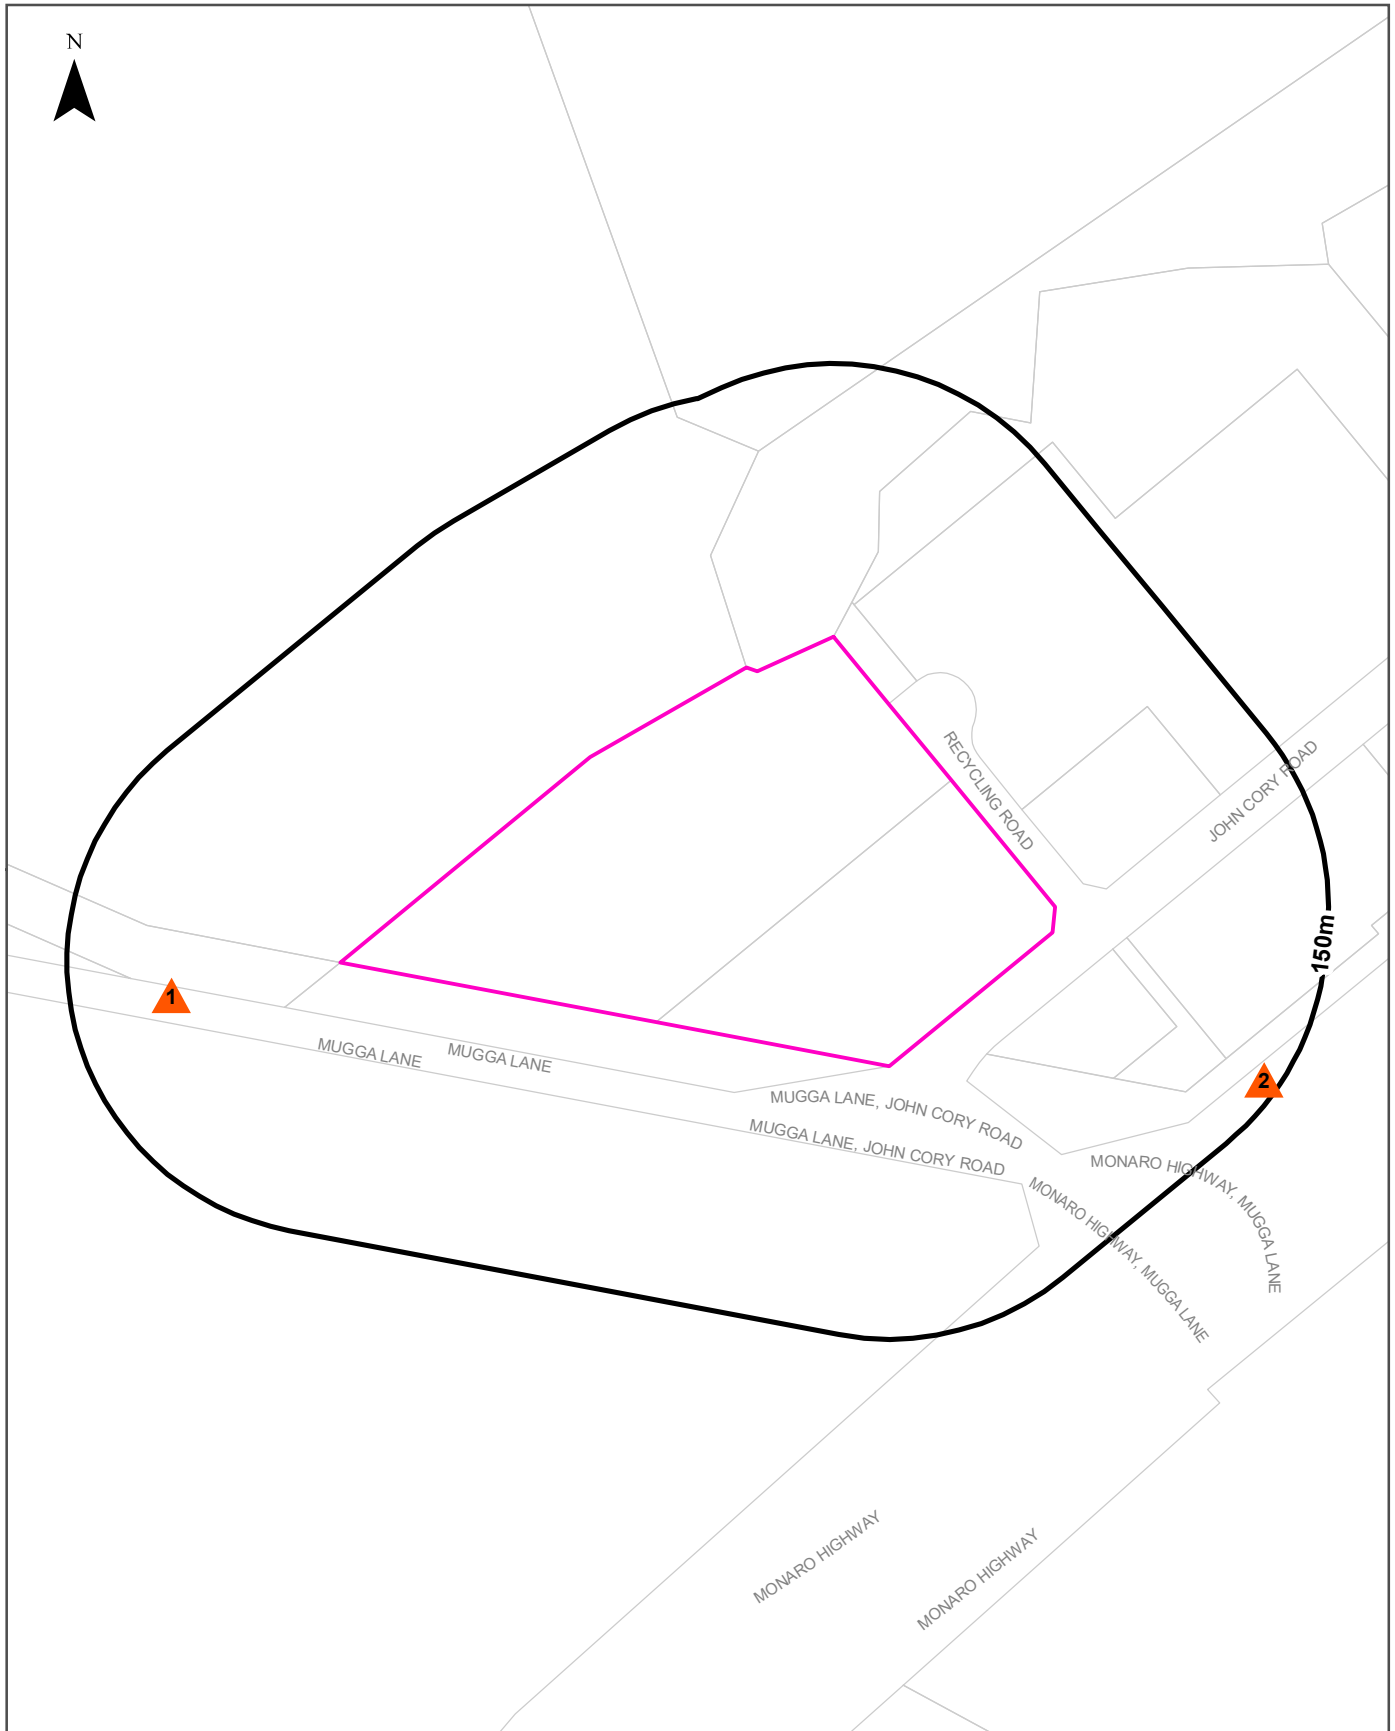 N
RECYCLING ROAD
JOHN CORY ROAD
150m
1
MUGGA LANE
MUGGA LANE
2
MUGGA LANE, JOHN CORY ROAD
MUGGA LANE, JOHN CORY ROAD
MONARO HIGHWAY, MUGGA LANE
MONARO HIGHWAY, MUGGA LANE
MONARO HIGHWAY
MONARO HIGHWAY